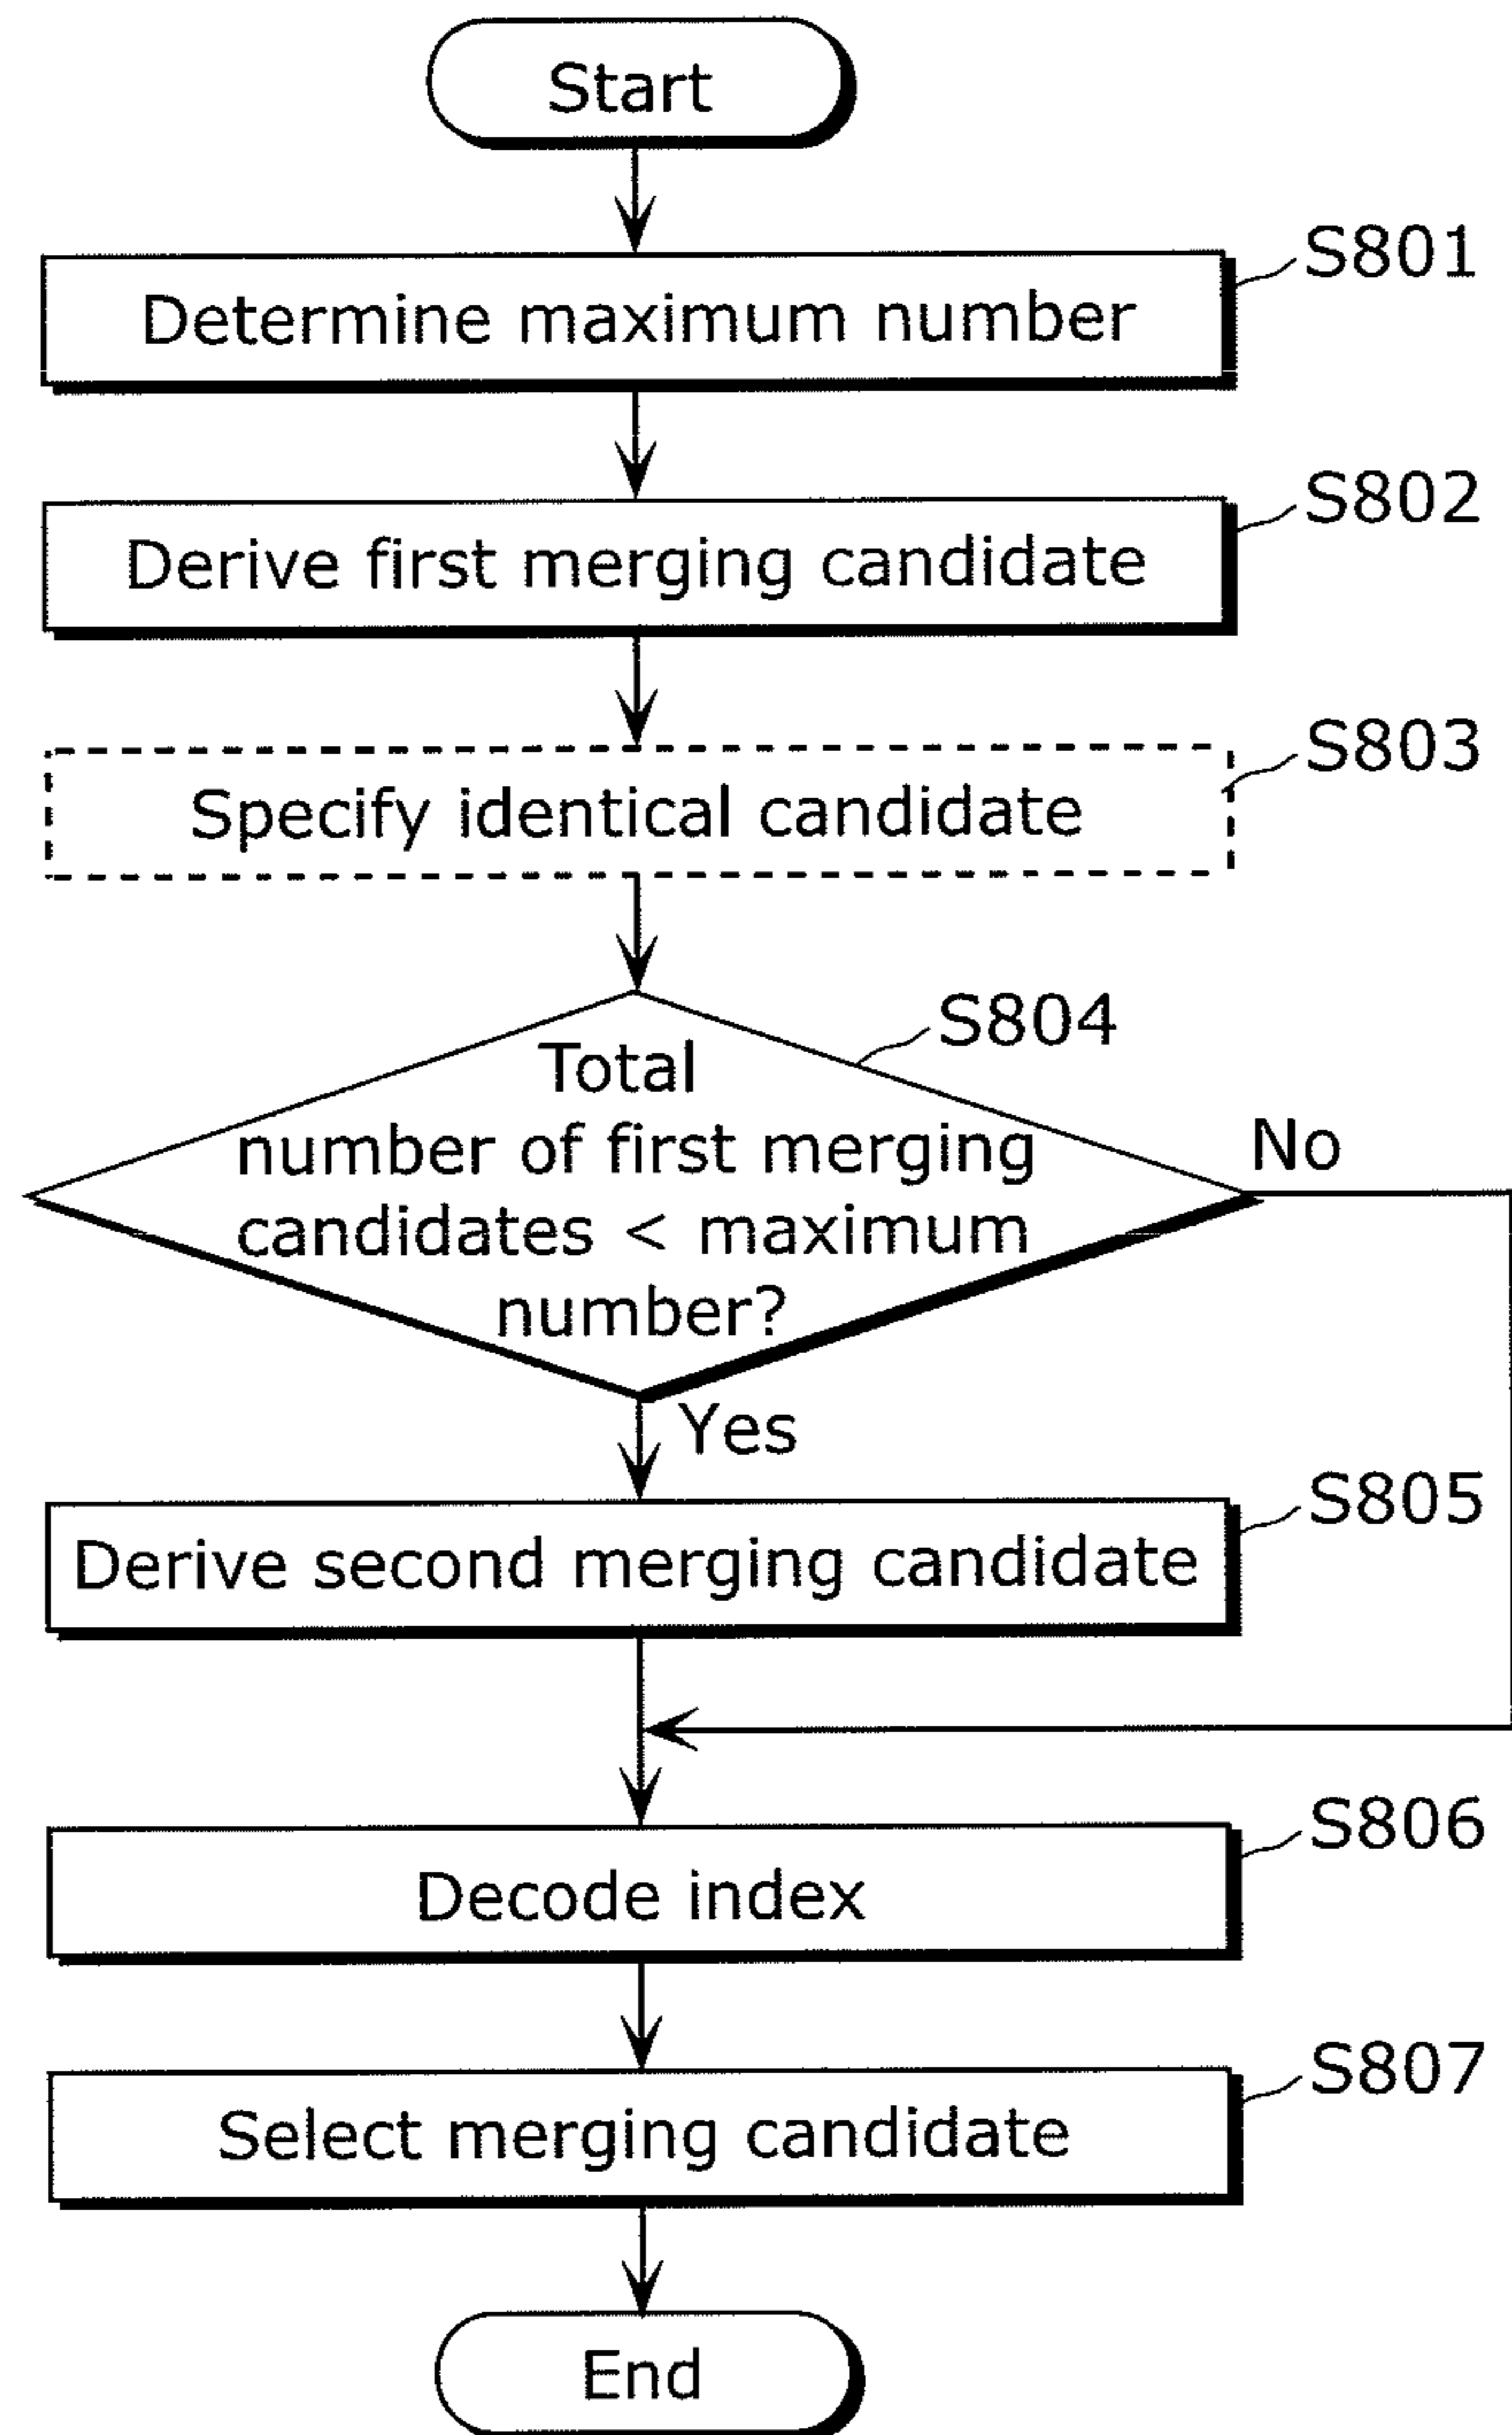 Start
S801
Determine maximum number
S802
Derive first merging candidate
S803
Specify identical candidate
S804
Total
number of first merging
candidates < maximum
number?
No
Yes
S805
Derive second merging candidate
S806
Decode index
S807
Select merging candidate
End